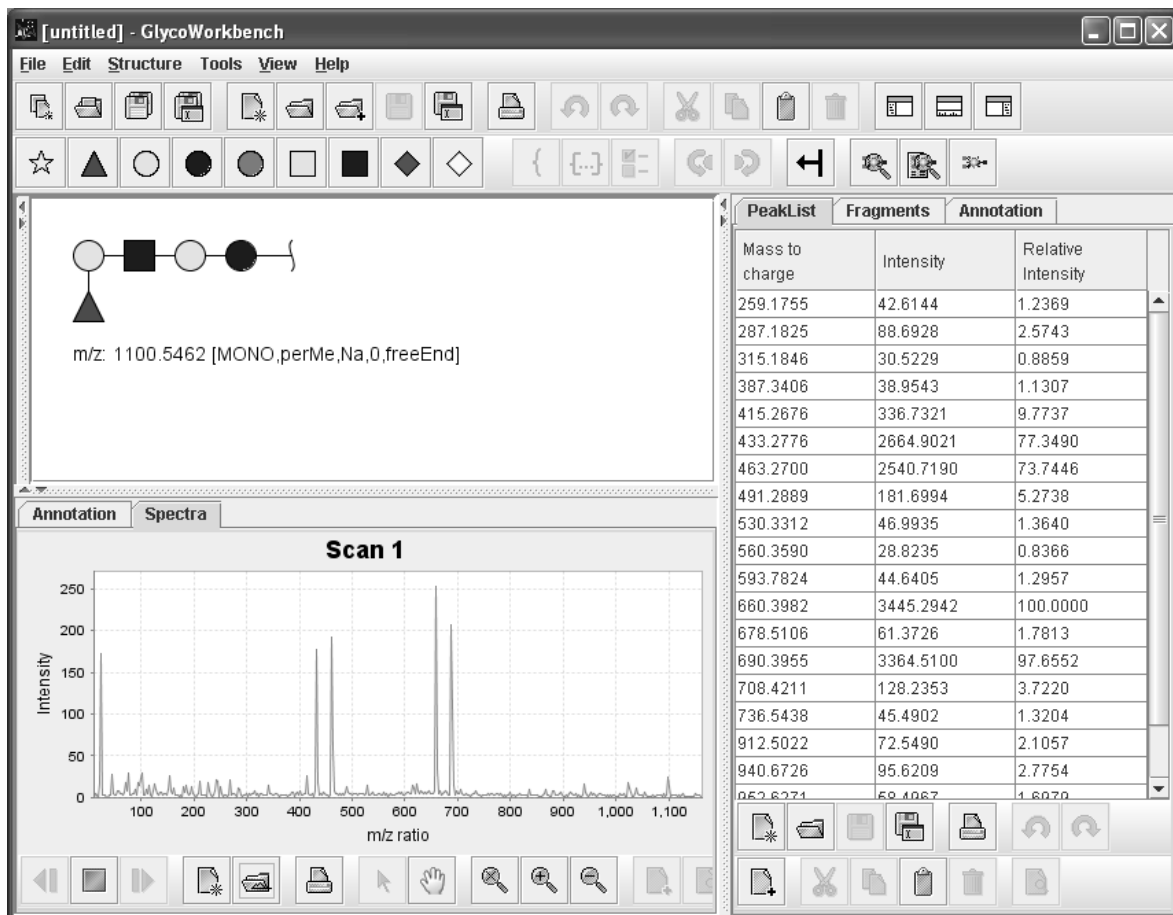 [untitled] - GlycoWorkbench
File Edit Structure Tools View Help
m/z: 1100.5462 [MONO,perMe,Na,0,freeEnd]
Annotation Spectra
Scan 1
Intensity
250
200
150
100
50
0
100 200 300 400 500 600 700 800 900 1,000 1,100
m/z ratio
PeakList Fragments Annotation
Mass to charge Intensity Relative Intensity
259.1755 42.6144 1.2369
287.1825 88.6928 2.5743
315.1846 30.5229 0.8859
387.3406 38.9543 1.1307
415.2676 336.7321 9.7737
433.2776 2664.9021 77.3490
463.2700 2540.7190 73.7446
491.2889 181.6994 5.2738
530.3312 46.9935 1.3640
560.3590 28.8235 0.8366
593.7824 44.6405 1.2957
660.3982 3445.2942 100.0000
678.5106 61.3726 1.7813
690.3955 3364.5100 97.6552
708.4211 128.2353 3.7220
736.5438 45.4902 1.3204
912.5022 72.5490 2.1057
940.6726 95.6209 2.7754